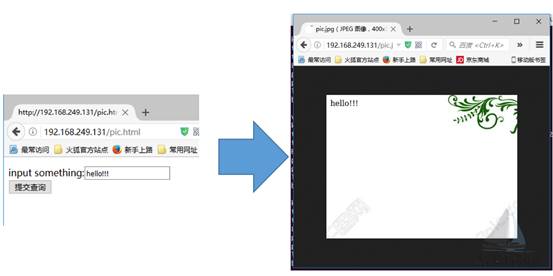 http://192.168.249.131/pic.htm
192.168.249.131/pic.html
最常访问 火狐官方站点 新手上路 常用网址
input something: hello!!!
提交查询
pic.jpg (JPEG 图像，400x
192.168.249.131/pic.j 百度 <Ctrl+K>
最常访问 火狐官方站点 新手上路 常用网址 京东商城 移动版书签
hello!!!